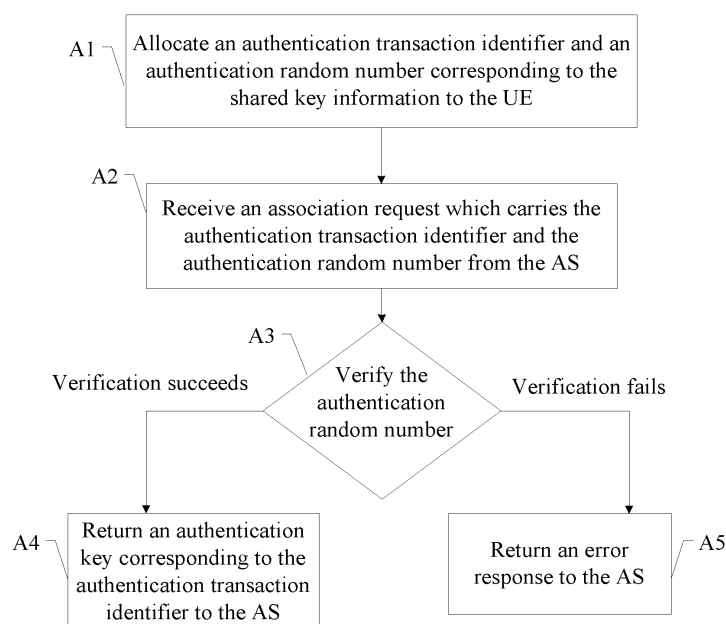 A1
Allocate an authentication transaction identifier and an
authentication random number corresponding to the
shared key information to the UE
A2
Receive an association request which carries the
authentication transaction identifier and the
authentication random number from the AS
A3
Verify the
authentication
random number
Verification succeeds
Verification fails
A4
Return an authentication
key corresponding to the
authentication transaction
identifier to the AS
Return an error
response to the AS
A5